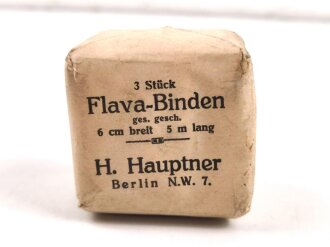 3 Stück
Flava-Binden
ges. gesch.
6 cm breit 5 m lang
H. Hauptner
Berlin N.W. 7.